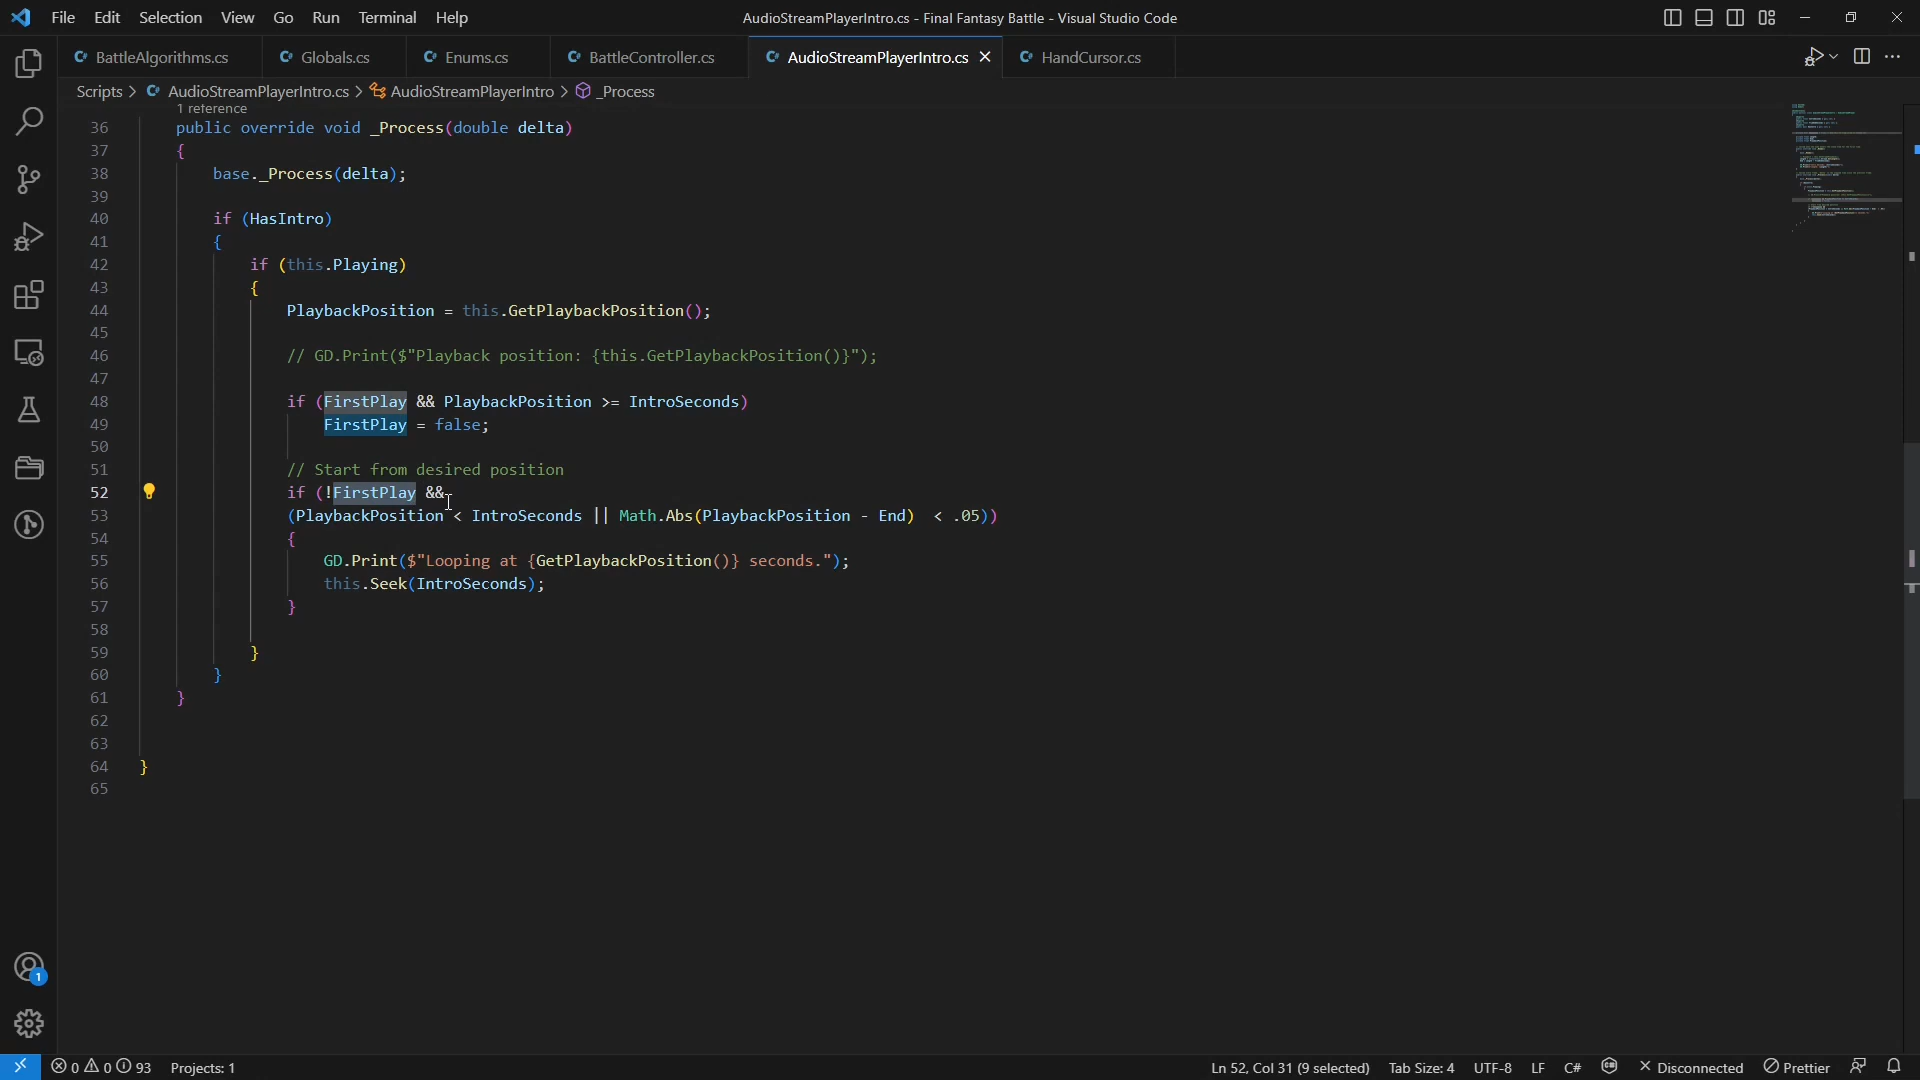 File Edit Selection View Go Run Terminal Help
AudioStreamPlayerIntro.cs - Final Fantasy Battle - Visual Studio Code
BattleAlgorithms.cs Globals.cs Enums.cs BattleController.cs AudioStreamPlayerIntro.cs HandCursor.cs
Scripts > AudioStreamPlayerIntro.cs > AudioStreamPlayerIntro > _Process
1 reference
36 public override void _Process(double delta)
37 {
38 base._Process(delta);
39
40 if (HasIntro)
41 {
42 if (this.Playing)
43 {
44 PlaybackPosition = this.GetPlaybackPosition();
45
46 // GD.Print($"Playback position: {this.GetPlaybackPosition()}");
47
48 if (FirstPlay && PlaybackPosition >= IntroSeconds)
49 FirstPlay = false;
50
51 // Start from desired position
52 if (!FirstPlay &&
53 (PlaybackPosition < IntroSeconds || Math.Abs(PlaybackPosition - End)  < .05))
54 {
55 GD.Print($"Looping at {GetPlaybackPosition()} seconds.");
56 this.Seek(IntroSeconds);
57 }
58
59 }
60 }
61 }
62
63
64 }
65
1
0 0 93 Projects: 1 Ln 52, Col 31 (9 selected) Tab Size: 4 UTF-8 LF C# Disconnected Prettier